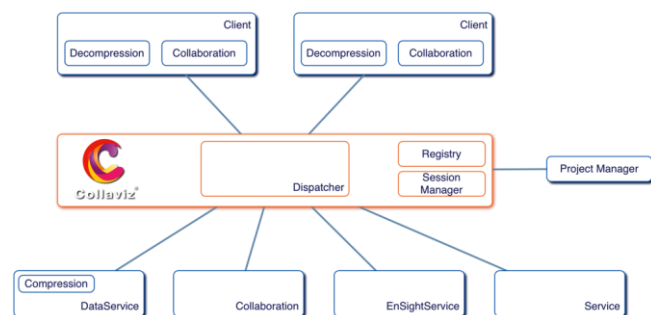 Client
Client
Decompression
Collaboration
Decompression
Collaboration
Collaviz®
Dispatcher
Registry
Session
Manager
Project Manager
Compression
DataService
Collaboration
EnSightService
Service